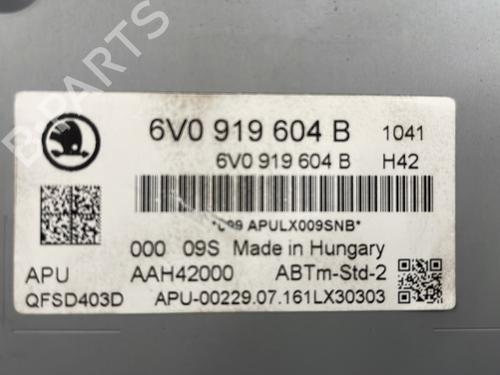 B-PARTS
6V0 919 604 B 1041
6V0 919 604 B H42
*099 APULX009SNB*
000 09S Made in Hungary
APU AAH42000 ABTm-Std-2
QFSD403D APU-00229.07.161LX30303